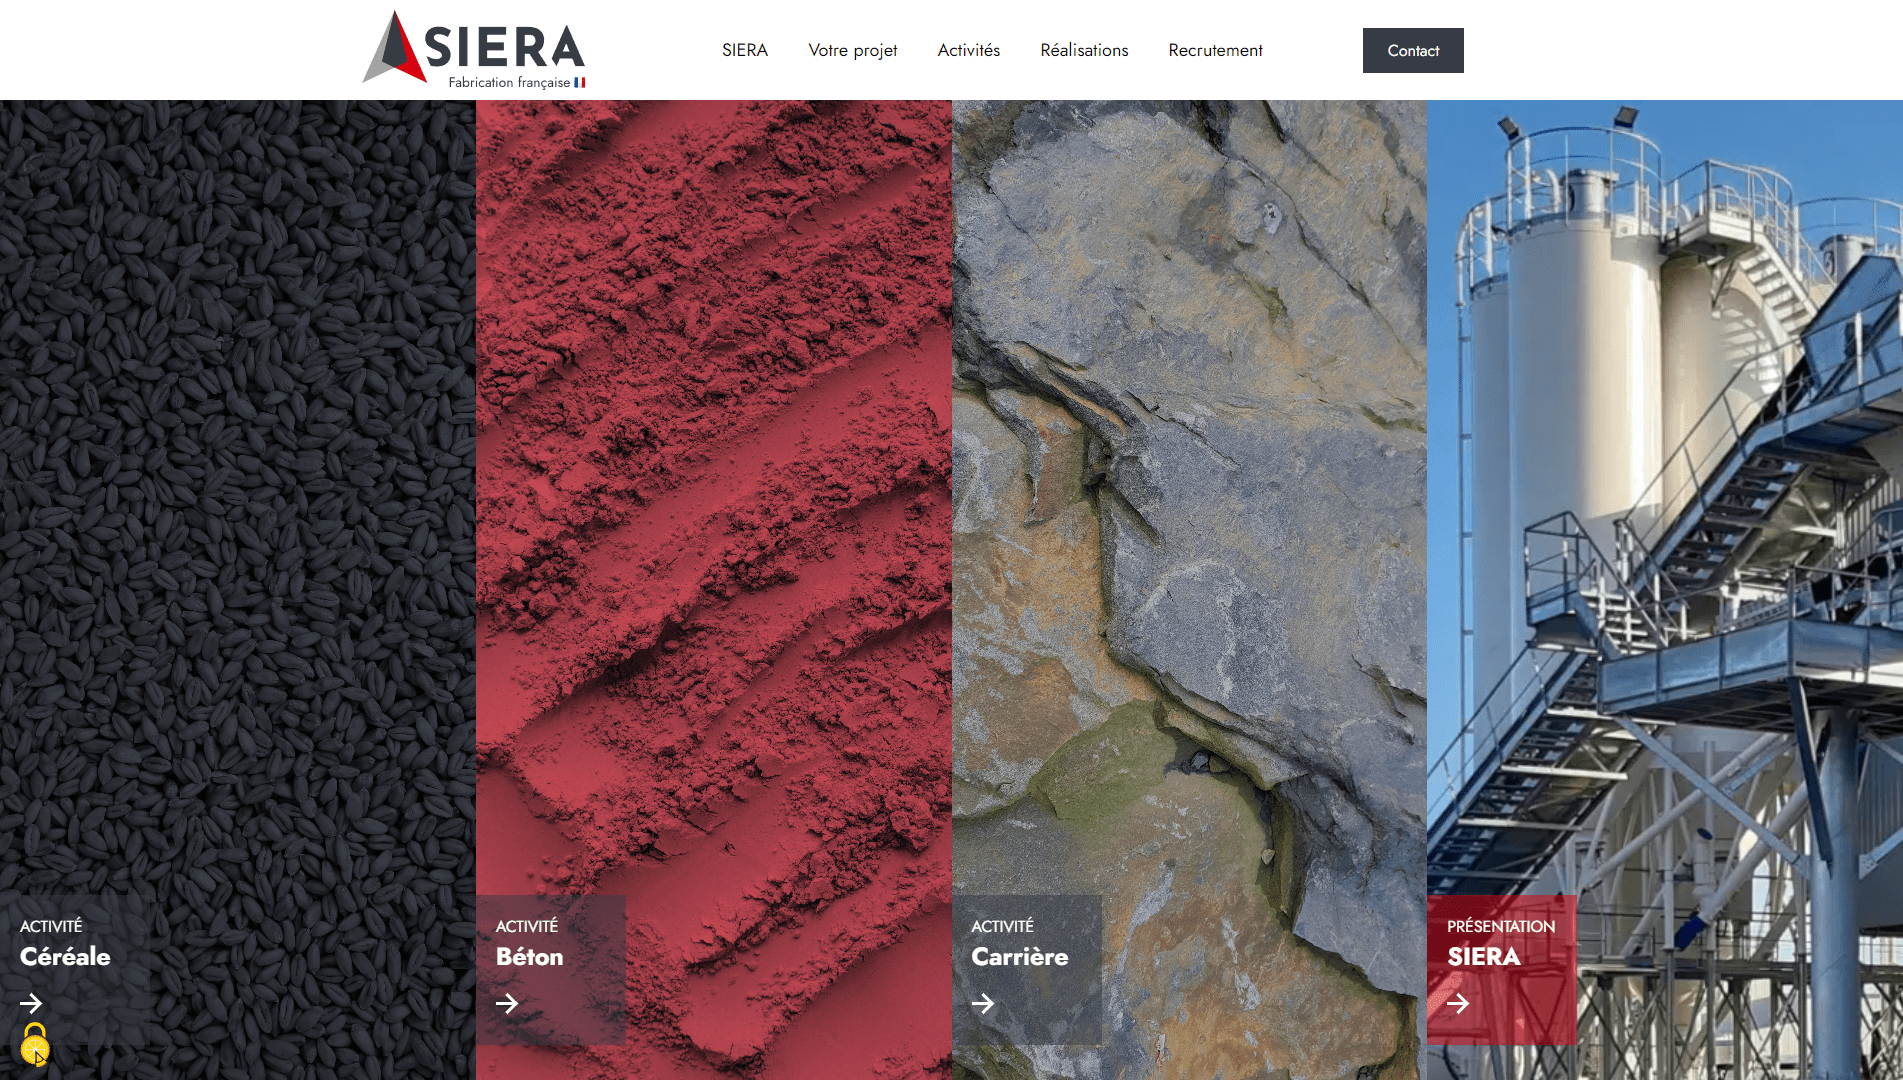 SIERA
Fabrication française
SIERA
Votre projet
Activités
Réalisations
Recrutement
Contact
ACTIVITÉ
Céréale
ACTIVITÉ
Béton
ACTIVITÉ
Carrière
PRÉSENTATION
SIERA